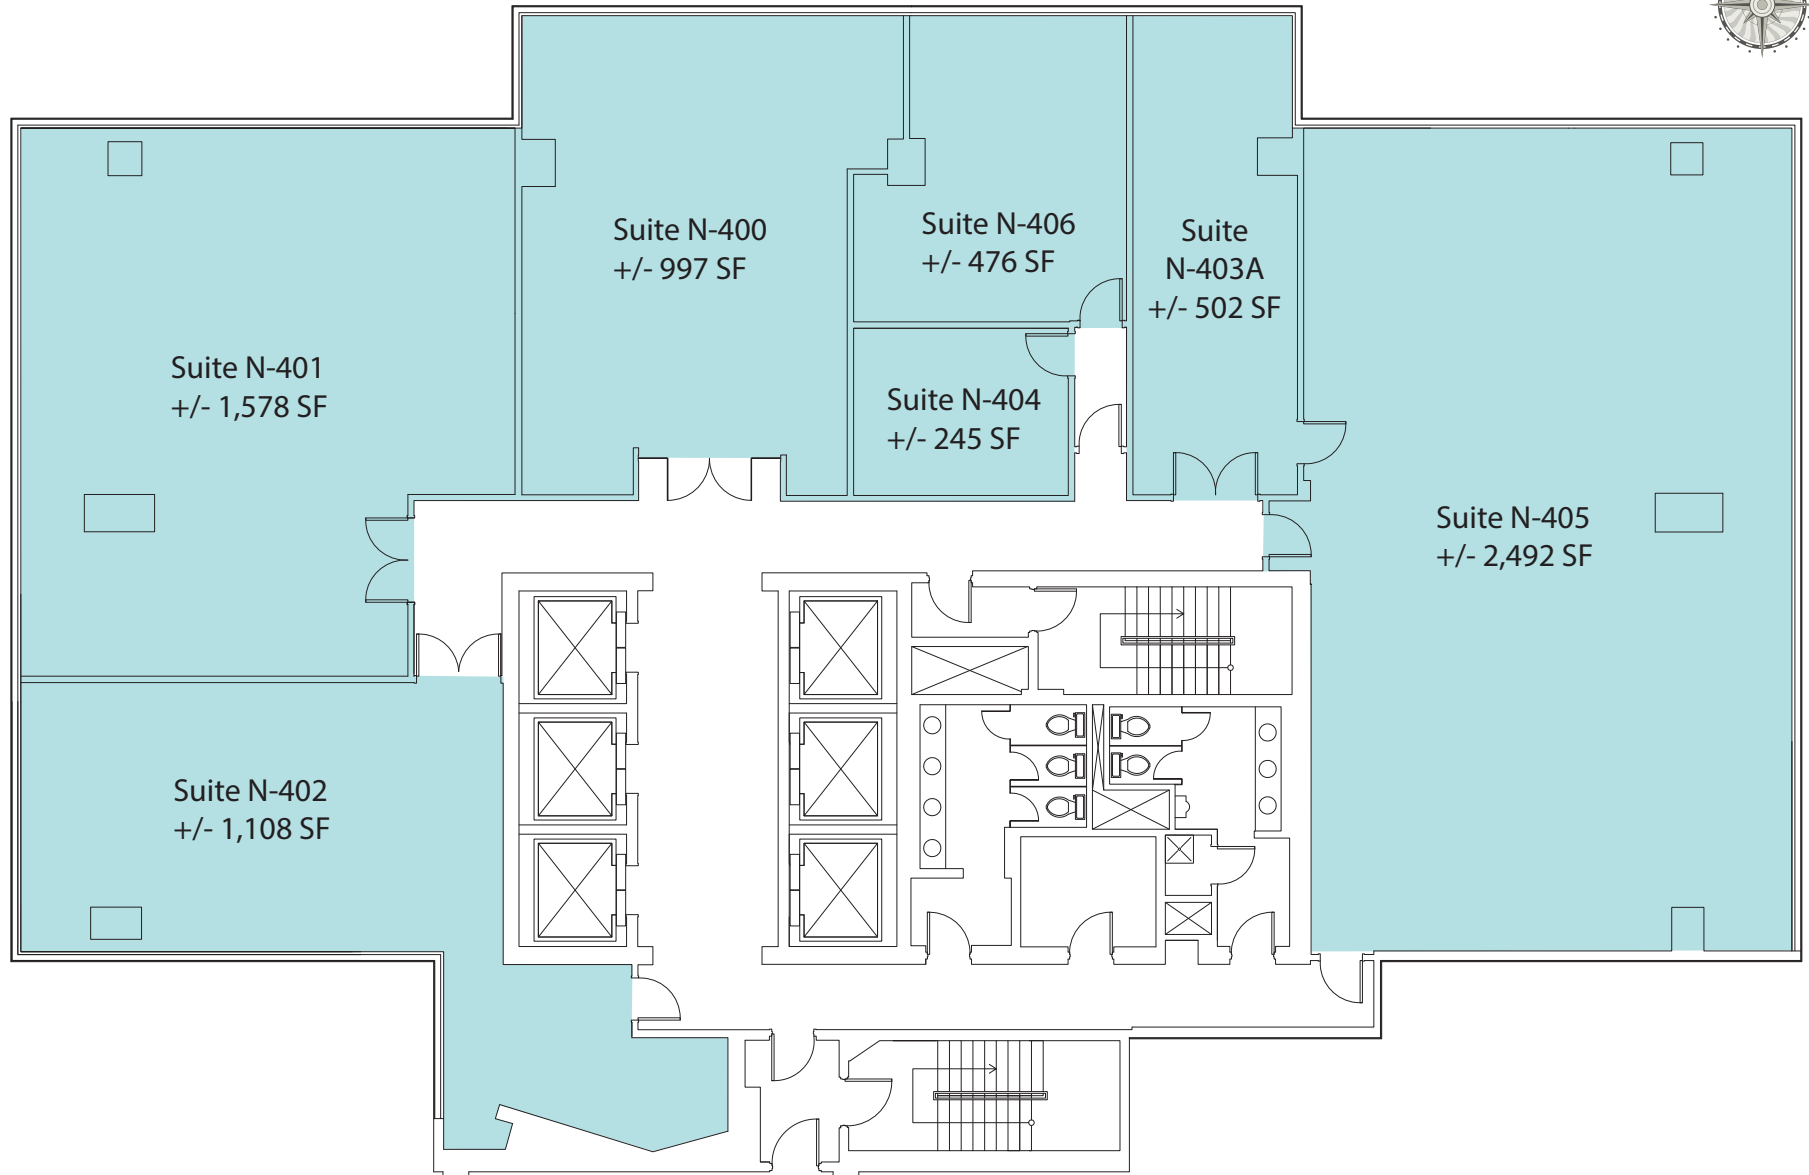 Suite N-400
+/- 997 SF
Suite N-406
+/- 476 SF
Suite
N-403A
+/- 502 SF
Suite N-401
+/- 1,578 SF
Suite N-404
+/- 245 SF
Suite N-405
+/- 2,492 SF
Suite N-402
+/- 1,108 SF